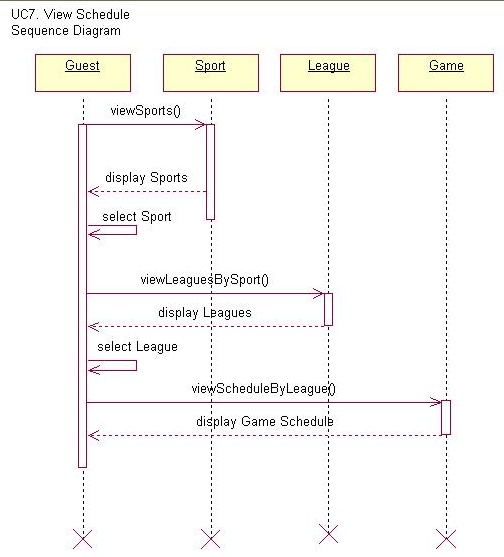 UC7. View Schedule
Sequence Diagram
Guest
Sport
League
Game
viewSports()
display Sports
select Sport
viewLeaguesBySport()
display Leagues
select League
viewScheduleByLeague()
display Game Schedule